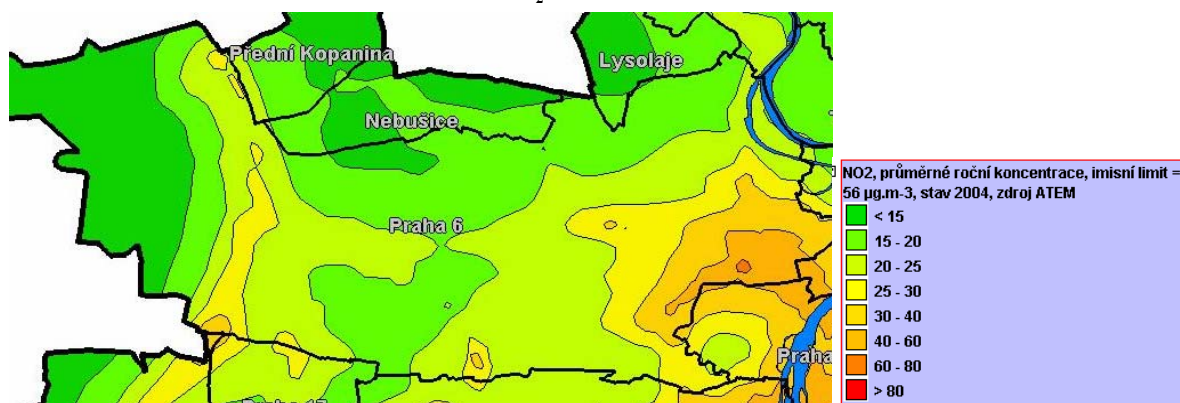 2
Přední Kopanina
Lysolaje
Nebušice
Praha 6
Praha
NO2, průměrné roční koncentrace, imisní limit =
56 µg.m-3, stav 2004, zdroj ATEM
< 15
15 - 20
20 - 25
25 - 30
30 - 40
40 - 60
60 - 80
> 80